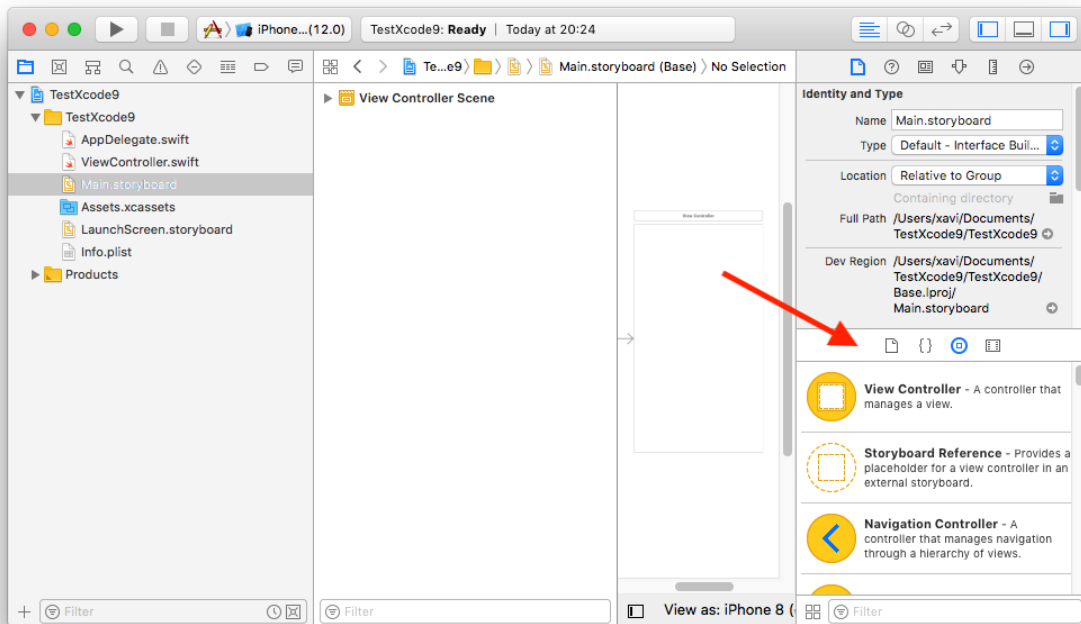 iPhone...(12.0)
TestXcode9: Ready | Today at 20:24
Te...e9) Main.storyboard (Base) No Selection
TestXcode9
TestXcode9
AppDelegate.swift
ViewController.swift
Main.storyboard
Assets.xcassets
LaunchScreen.storyboard
Info.plist
Products
Filter
View Controller Scene
Filter
View Controller
View as: iPhone 8 (
Identity and Type
Name Main.storyboard
Type Default - Interface Buil...
Location Relative to Group
Containing directory
Full Path /Users/xavi/Documents/
TestXcode9/TestXcode9
Dev Region /Users/xavi/Documents/
TestXcode9/TestXcode9/
Base.lproj/
Main.storyboard
{}
View Controller - A controller that
manages a view.
Storyboard Reference - Provides a
placeholder for a view controller in an
external storyboard.
Navigation Controller - A
controller that manages navigation
through a hierarchy of views.
Filter